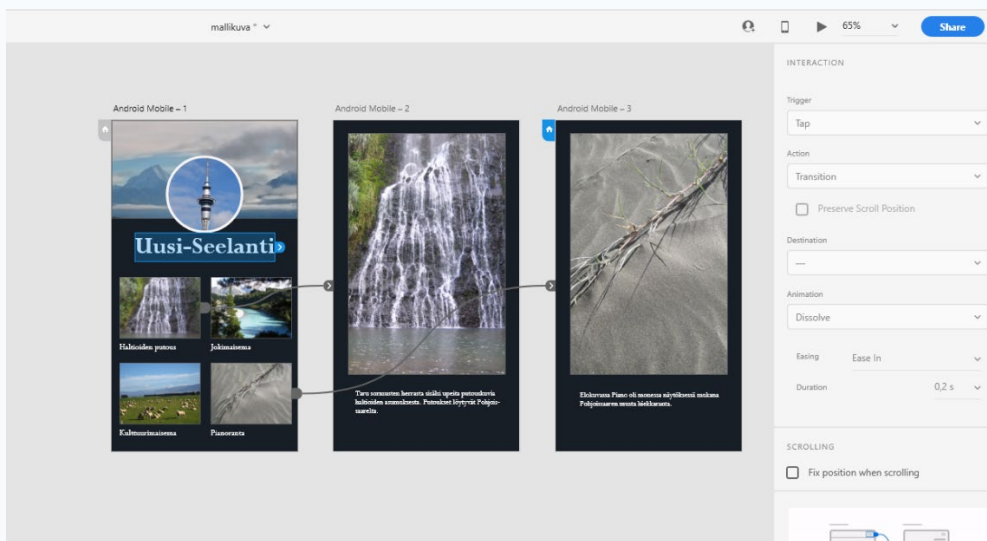 mallikuva *
65%
Share
INTERACTION
Trigger
Tap
Action
Transition
Preserve Scroll Position
Destination
—
Animation
Dissolve
Easing
Ease In
Duration
0,2 s
SCROLLING
Fix position when scrolling
Android Mobile – 1
Uusi-Seelanti
Haltioiden putous
Jokimaisema
Kulttuurimaisema
Pianoranta
Android Mobile – 2
Taru sormusten herrasta sisälsi upeita putouskuvia
haltioiden asumuksesta. Putoukset löytyvät Pohjois-
saarelta.
Android Mobile – 3
Elokuvassa Piano oli monessa näytöksessä mukana
Pohjoissaaren musta hiekkaranta.